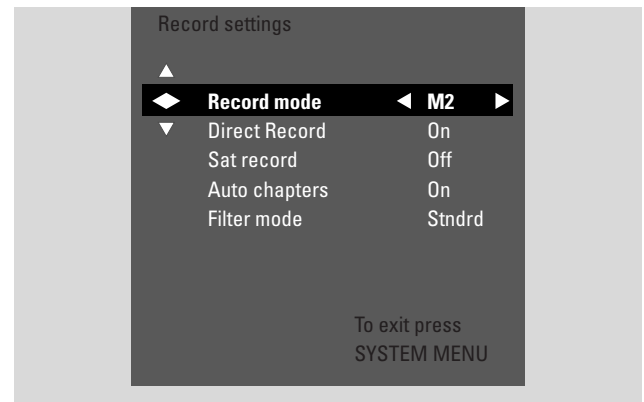 Record settings
Record mode M2
Direct Record On
Sat record Off
Auto chapters On
Filter mode Stndrd
To exit press
SYSTEM MENU